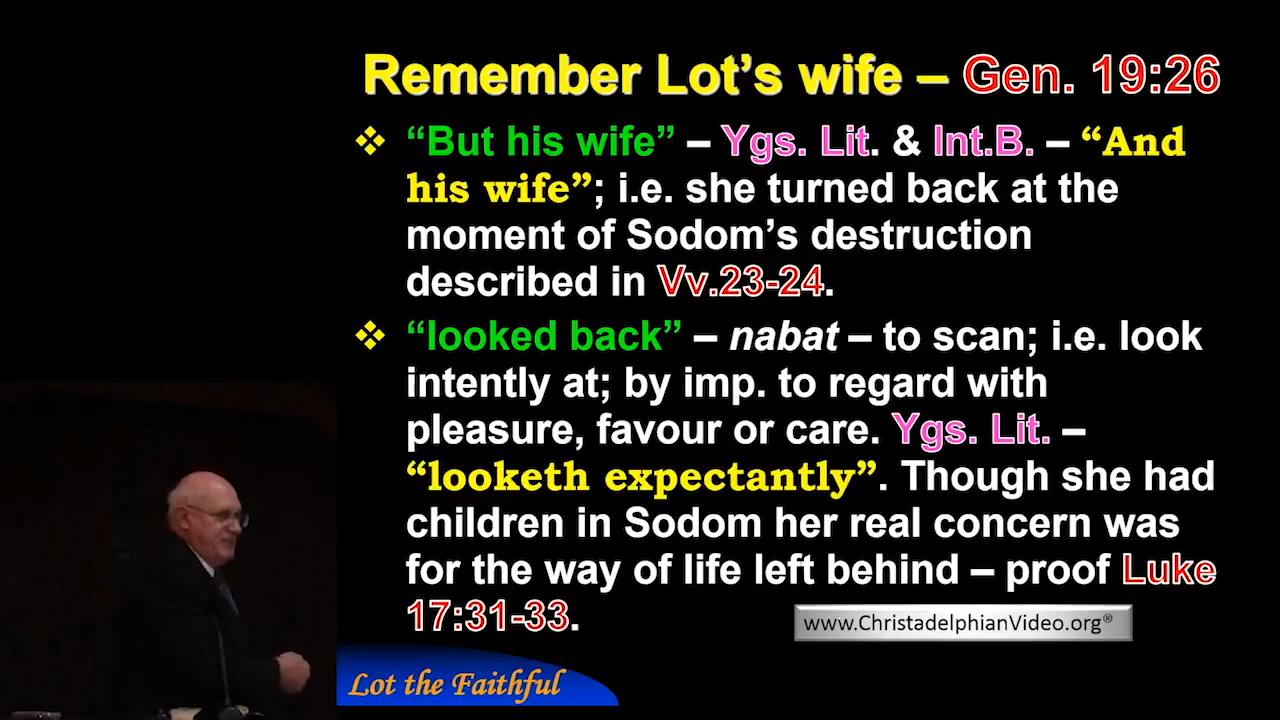 Remember Lot's wife – Gen. 19:26
❖ “But his wife” – Ygs. Lit. & Int.B. – “And
his wife”; i.e. she turned back at the
moment of Sodom’s destruction
described in Vv.23-24.
❖ “looked back” – nabat – to scan; i.e. look
intently at; by imp. to regard with
pleasure, favour or care. Ygs. Lit. –
“looketh expectantly”. Though she had
children in Sodom her real concern was
for the way of life left behind – proof Luke
17:31-33.
www.ChristadelphianVideo.org®
Lot the Faithful